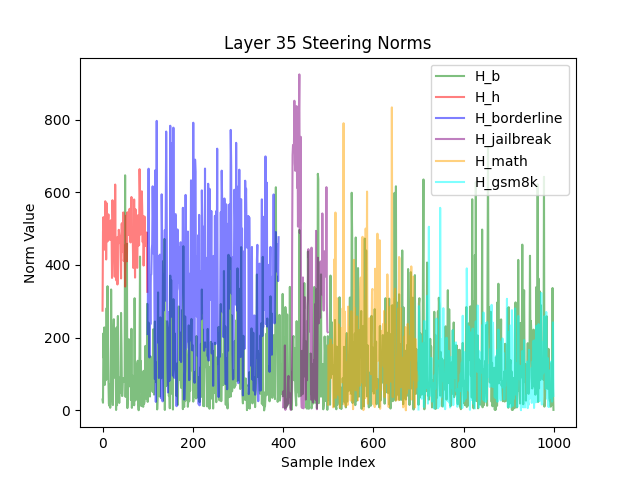 Layer 35 Steering Norms
H_b
H_h
H_borderline
H_jailbreak
H_math
H_gsm8k
800
600
400
200
0
Norm Value
0 200 400 600 800 1000
Sample Index